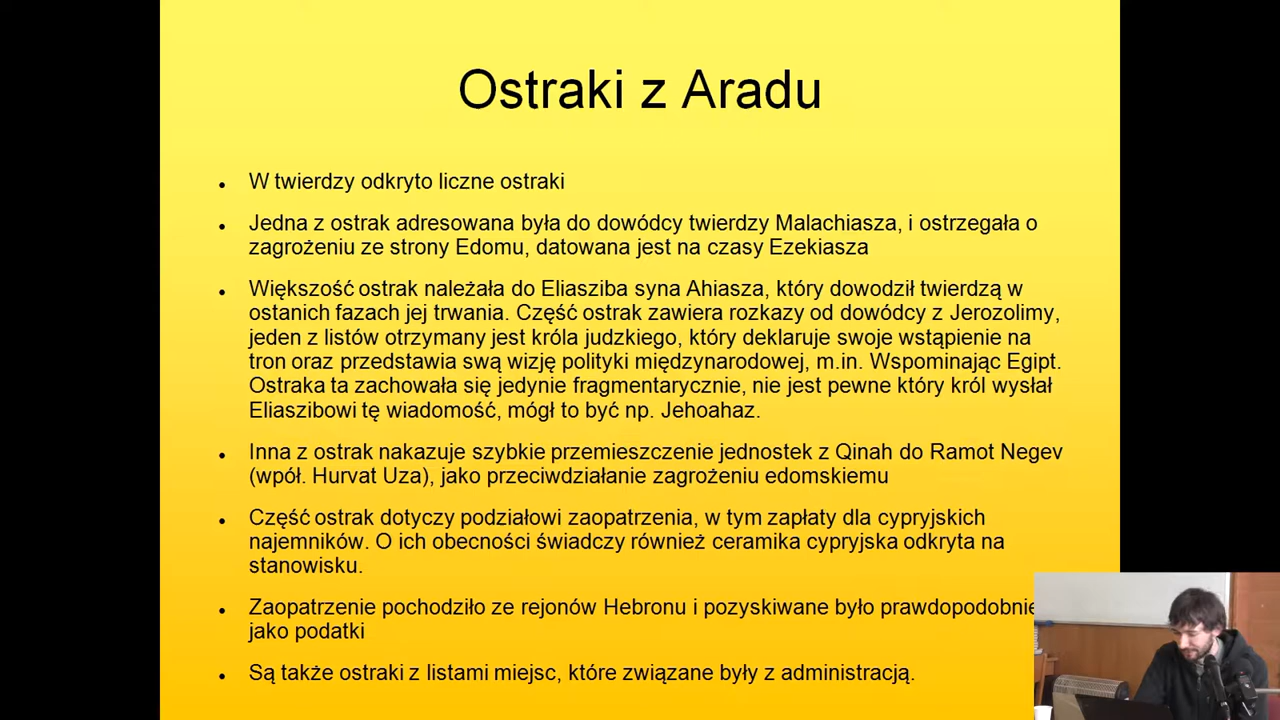 Ostraki z Aradu
W twierdzy odkryto liczne ostraki
Jedna z ostrak adresowana była do dowódcy twierdzy Malachiasza, i ostrzegała o
zagrożeniu ze strony Edomu, datowana jest na czasy Ezekiasza
Większość ostrak należała do Eliasziba syna Ahiasza, który dowodził twierdzą w
ostanich fazach jej trwania. Część ostrak zawiera rozkazy od dowódcy z Jerozolimy,
jeden z listów otrzymany jest króla judzkiego, który deklaruje swoje wstąpienie na
tron oraz przedstawia swą wizję polityki międzynarodowej, m.in. Wspominając Egipt.
Ostraka ta zachowała się jedynie fragmentarycznie, nie jest pewne który król wysłał
Eliaszibowi tę wiadomość, mógł to być np. Jehoahaz.
Inna z ostrak nakazuje szybkie przemieszczenie jednostek z Qinah do Ramot Negev
(wpół. Hurvat Uza), jako przeciwdziałanie zagrożeniu edomskiemu
Część ostrak dotyczy podziałowi zaopatrzenia, w tym zapłaty dla cypryjskich
najemników. O ich obecności świadczy również ceramika cypryjska odkryta na
stanowisku.
Zaopatrzenie pochodziło ze rejonów Hebronu i pozyskiwane było prawdopodobnie
jako podatki
Są także ostraki z listami miejsc, które związane były z administracją.